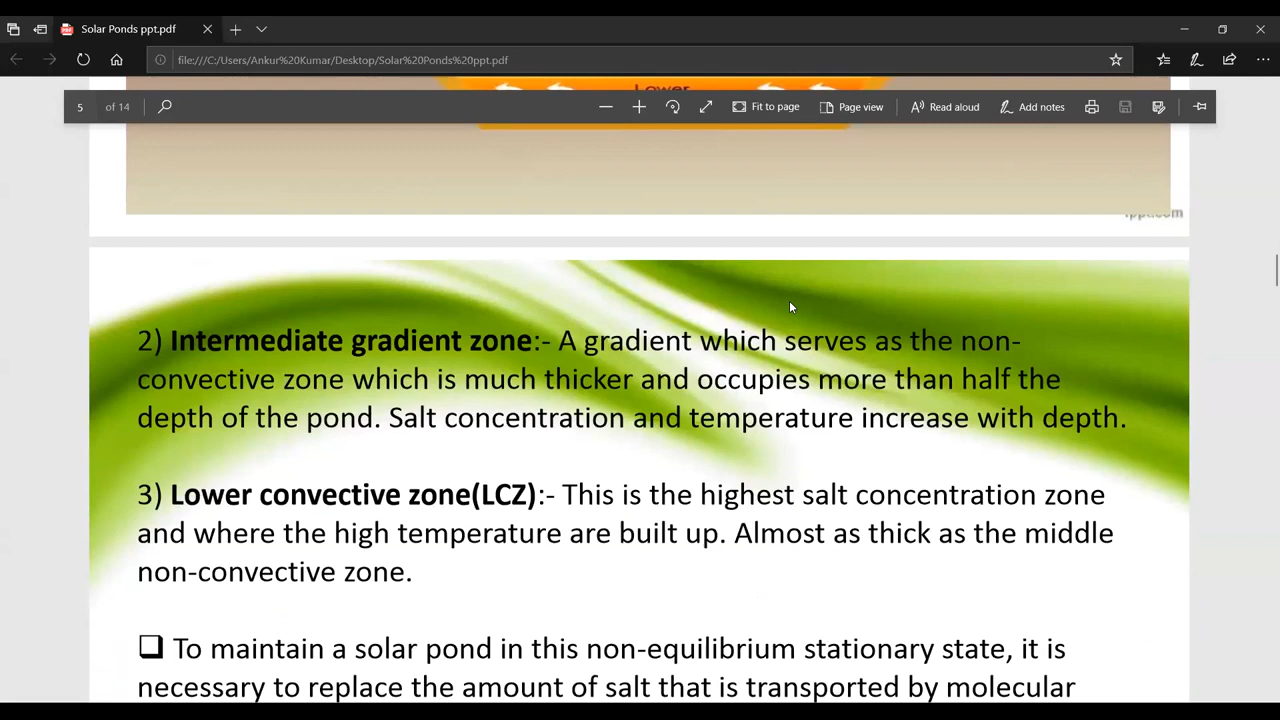 Solar Ponds ppt.pdf
file:///C:/Users/Ankur%20Kumar/Desktop/Solar%20Ponds%20ppt.pdf
Lower
5 of 14
Fit to page
Page view
Read aloud
Add notes
fppt.com
2) Intermediate gradient zone:- A gradient which serves as the non-
convective zone which is much thicker and occupies more than half the
depth of the pond. Salt concentration and temperature increase with depth.
3) Lower convective zone(LCZ):- This is the highest salt concentration zone
and where the high temperature are built up. Almost as thick as the middle
non-convective zone.
To maintain a solar pond in this non-equilibrium stationary state, it is
necessary to replace the amount of salt that is transported by molecular